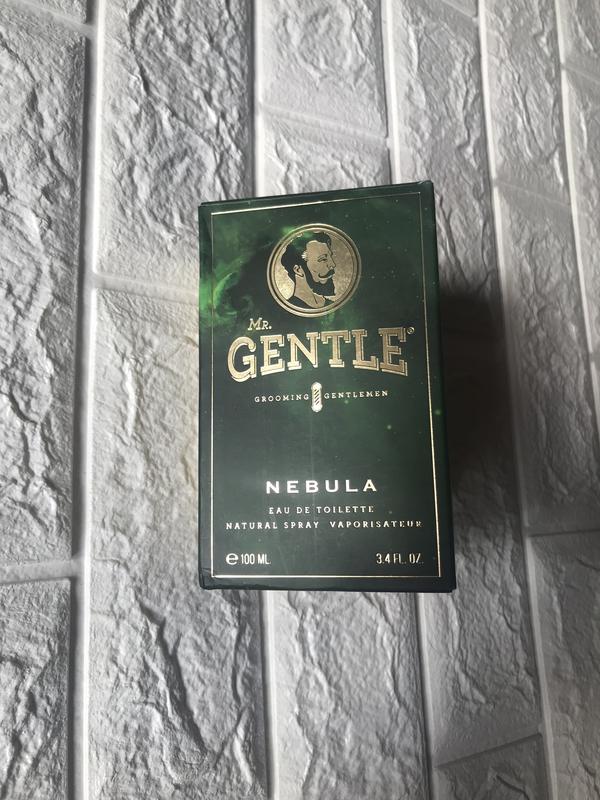 MR.
GENTLE®
GROOMING GENTLEMEN
NEBULA
EAU DE TOILETTE
NATURAL SPRAY VAPORISATEUR
℮ 100 ML 3.4 FL. OZ.